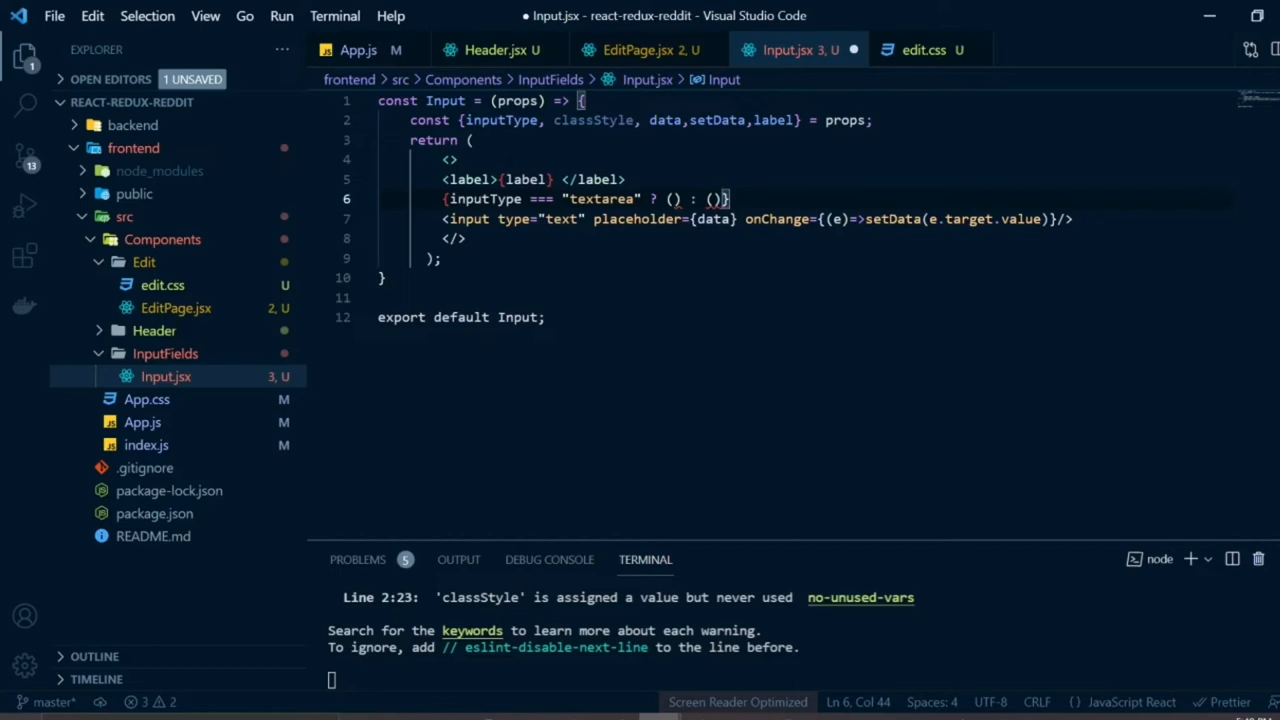 File Edit Selection View Go Run Terminal Help
● Input.jsx - react-redux-reddit - Visual Studio Code
EXPLORER
App.js M
Header.jsx U
EditPage.jsx 2, U
Input.jsx 3, U
edit.css U
OPEN EDITORS 1 UNSAVED
frontend > src > Components > InputFields > Input.jsx > Input
REACT-REDUX-REDDIT
backend
frontend
node_modules
public
src
Components
Edit
edit.css U
EditPage.jsx 2, U
Header
InputFields
Input.jsx 3, U
App.css M
App.js M
index.js M
.gitignore
package-lock.json
package.json
README.md
OUTLINE
TIMELINE
1
13
1 const Input = (props) => {
2 const {inputType, classStyle, data,setData,label} = props;
3 return (
4 <>
5 <label>{label} </label>
6 {inputType === "textarea" ? () : ()}
7 <input type="text" placeholder={data} onChange={(e)=>setData(e.target.value)}/>
8 </>
9 );
10 }
11
12 export default Input;
PROBLEMS 5 OUTPUT DEBUG CONSOLE TERMINAL
node
Line 2:23: 'classStyle' is assigned a value but never used no-unused-vars
Search for the keywords to learn more about each warning.
To ignore, add // eslint-disable-next-line to the line before.
master* 3 2
Screen Reader Optimized Ln 6, Col 44 Spaces: 4 UTF-8 CRLF {} JavaScript React Prettier